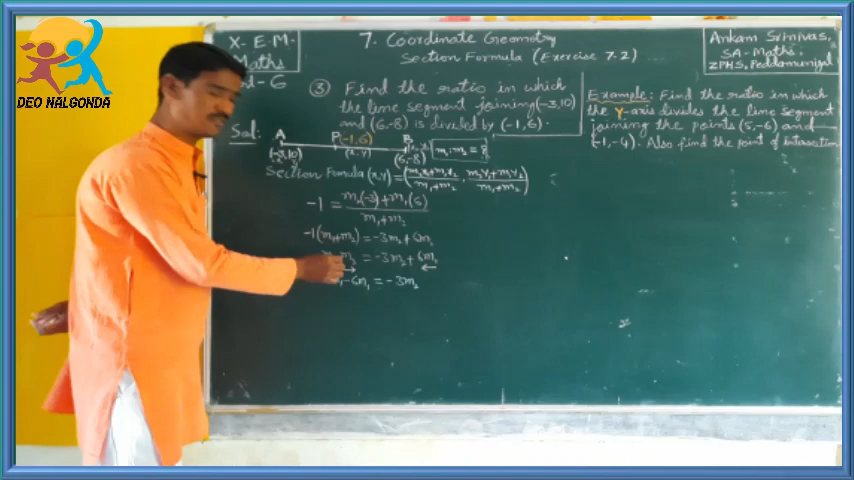 DEO NALGONDA
X- E.M.
Maths
7. Coordinate Geometry
Section Formula (Exercise 7.2)
Ankam Srinivas,
SA-Maths,
ZPHS, Peddamunigal
③ Find the ratio in which
the line segment joining (-3,10)
and (6,-8) is divided by (-1,6).
Example: Find the ratio in which
the Y-axis divides the line segment
joining the points (5,-6) and
(-1,-4). Also find the point of intersection
Sol:
A P(-1,6) B
(-3,10) (x,y) (6,-8) m₁:m₂ = ?
Section Formula (x,y) = (m₂x₁+m₁x₂/m₁+m₂, m₂y₁+m₁y₂/m₁+m₂)
-1 = m₂(-3)+m₁(6)/m₁+m₂
-1(m₁+m₂) = -3m₂+6m₁
m₂ = -3m₂+6m₁
-6m₁ = -3m₂